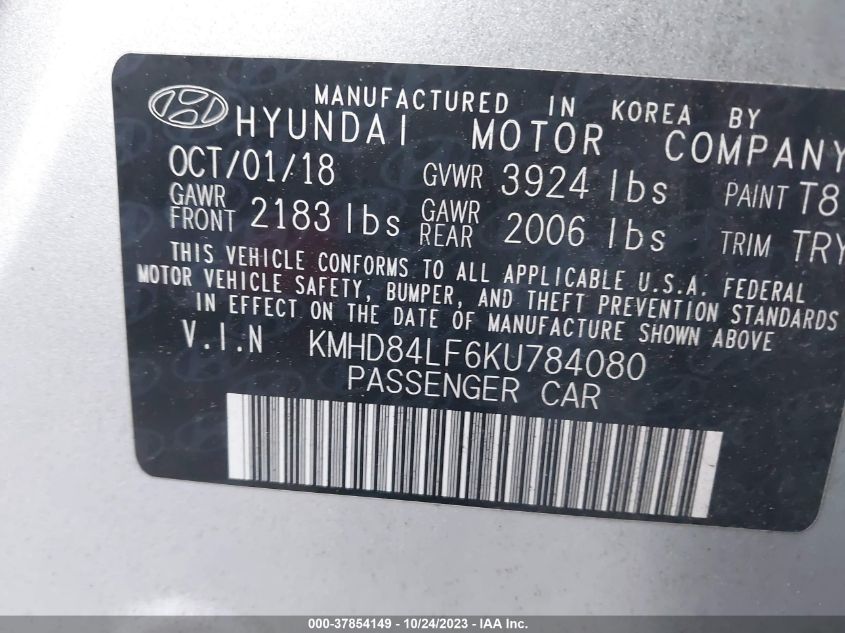 MANUFACTURED IN KOREA BY
HYUNDAI MOTOR COMPANY
OCT/01/18 GVWR 3924 lbs PAINT T8
GAWR FRONT 2183 lbs GAWR REAR 2006 lbs TRIM TRY
THIS VEHICLE CONFORMS TO ALL APPLICABLE U.S.A. FEDERAL
MOTOR VEHICLE SAFETY, BUMPER, AND THEFT PREVENTION STANDARDS
IN EFFECT ON THE DATE OF MANUFACTURE SHOWN ABOVE
V.I.N KMHD84LF6KU784080
PASSENGER CAR
000-37854149 - 10/24/2023 - IAA Inc.